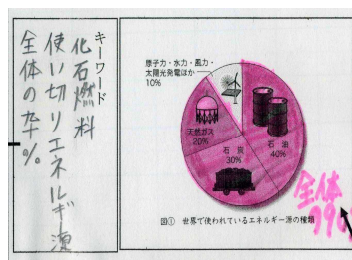 キーワード
化石燃料
使い切りエネルギー源
全体の90%
原子力・水力・風力・
太陽光発電ほか
10%
天然ガス
20%
石炭
30%
石油
40%
全体
90%
図① 世界で使われているエネルギー源の種類